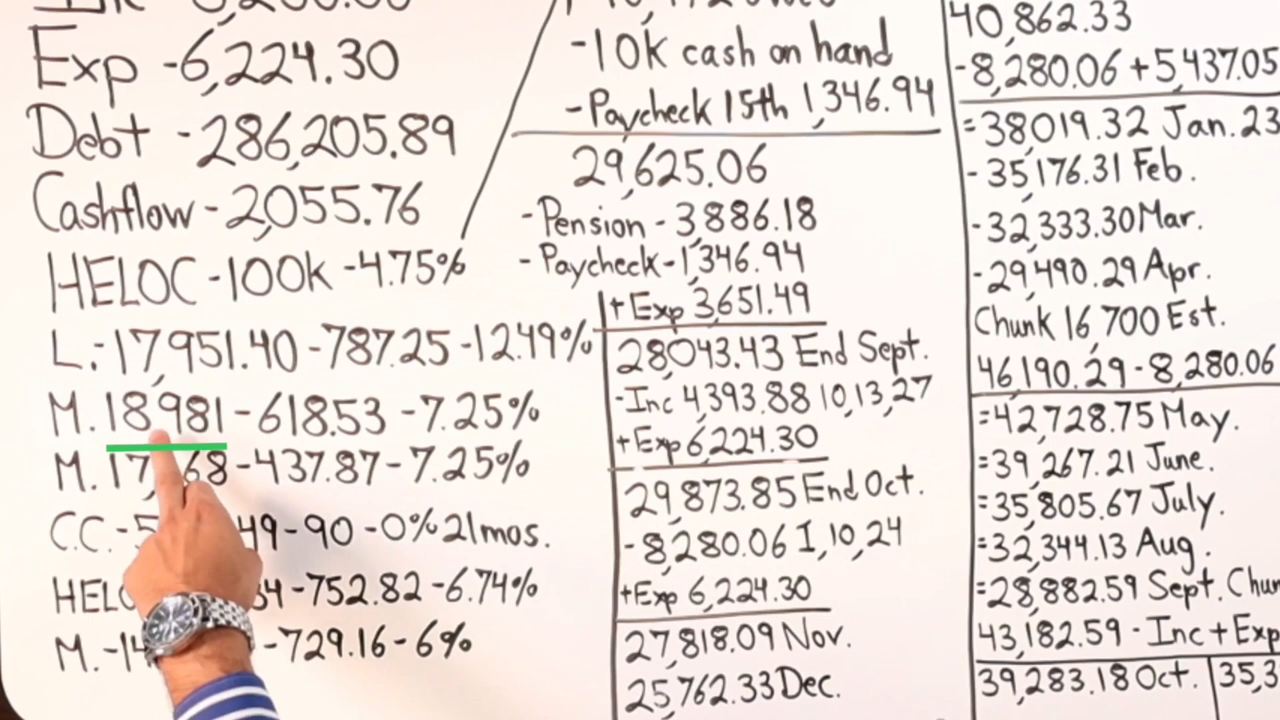 Exp -6,224.30
Debt -286,205.89
Cashflow - 2,055.76
HELOC -100k -4.75%
L. -17,951.40 -787.25 -12.49%
M. 18,981 - 618.53 - 7.25%
M. 17, 68 - 437.87 - 7.25%
C.C. - 5 49 - 90 - 0% 21mos.
HELO 34 - 752.82 - 6.74%
M. - 14 - 729.16 - 6%
- 10k cash on hand
- Paycheck 15th 1,346.94
29,625.06
- Pension - 3,886.18
- Paycheck - 1,346.94
+ Exp 3,651.49
28,043.43 End Sept.
- Inc 4,393.88 10,13,27
+ Exp 6,224.30
29,873.85 End Oct.
- 8,280.06 I, 10, 24
+ Exp 6,224.30
27,818.09 Nov.
25,762.33 Dec.
40,862.33
- 8,280.06 + 5,437.05
= 38019.32 Jan. 23
- 35,176.31 Feb.
- 32,333.30 Mar.
- 29,490.29 Apr.
Chunk 16,700 Est.
46,190.29 - 8,280.06
= 42,728.75 May.
= 39,267.21 June.
= 35,805.67 July.
= 32,344.13 Aug.
= 28,882.59 Sept. Chun
43,182.59 - Inc + Exp
39,283.18 Oct. 35,3